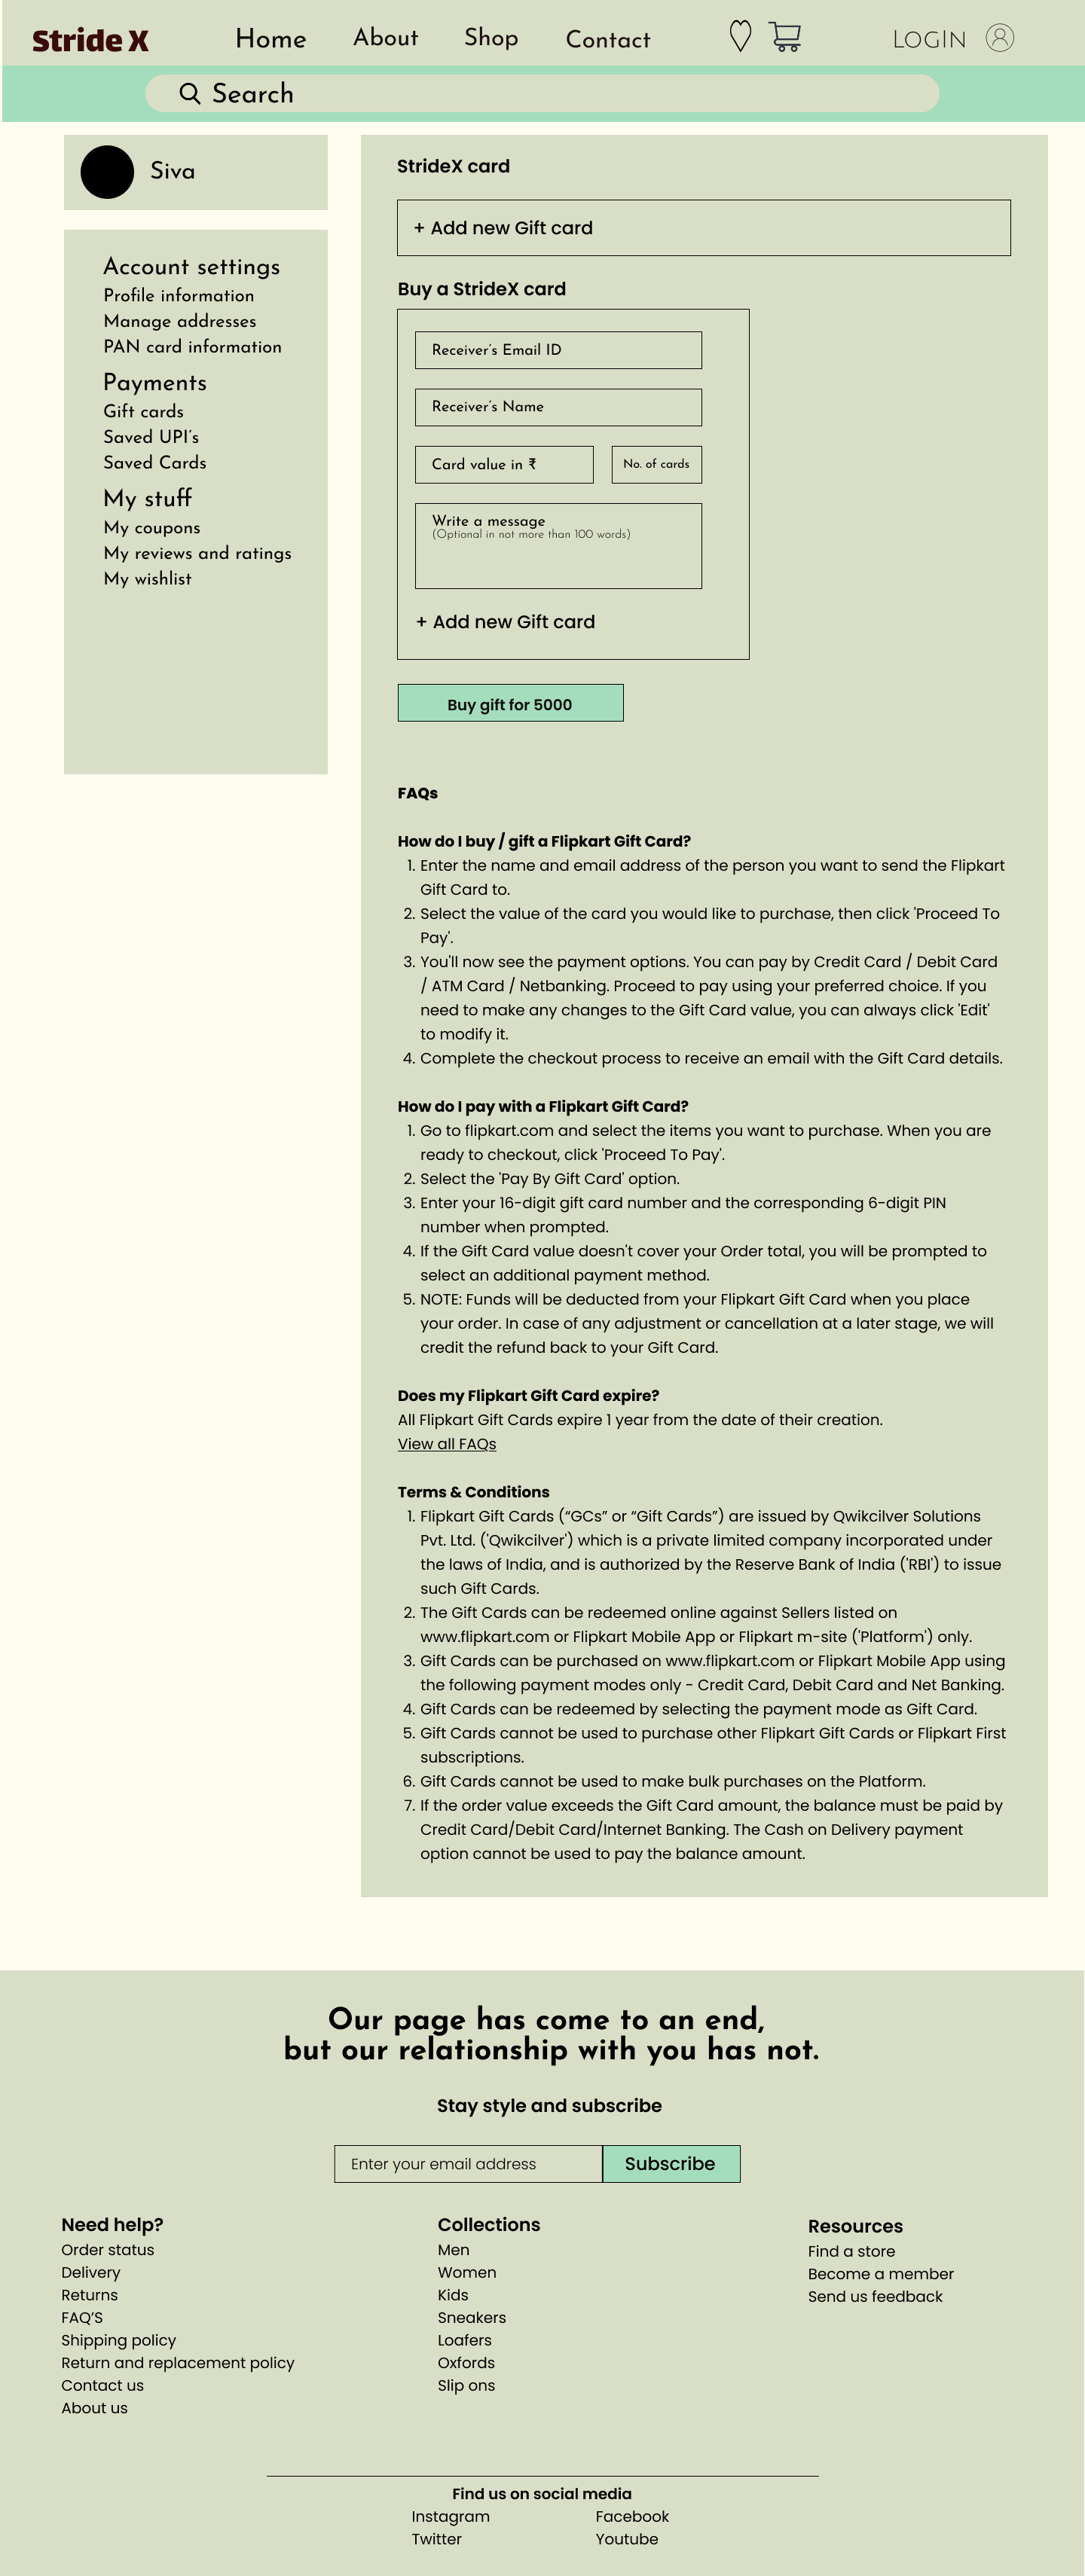 Stride X
Home
About
Shop
Contact
LOGIN
Search
Siva
Account settings
Profile information
Manage addresses
PAN card information
Payments
Gift cards
Saved UPI’s
Saved Cards
My stuff
My coupons
My reviews and ratings
My wishlist
StrideX card
+ Add new Gift card
Buy a StrideX card
Receiver’s Email ID
Receiver’s Name
Card value in ₹
No. of cards
Write a message
(Optional in not more than 100 words)
+ Add new Gift card
Buy gift for 5000
FAQs
How do I buy / gift a Flipkart Gift Card?
1. Enter the name and email address of the person you want to send the Flipkart
Gift Card to.
2. Select the value of the card you would like to purchase, then click 'Proceed To
Pay'.
3. You'll now see the payment options. You can pay by Credit Card / Debit Card
/ ATM Card / Netbanking. Proceed to pay using your preferred choice. If you
need to make any changes to the Gift Card value, you can always click 'Edit'
to modify it.
4. Complete the checkout process to receive an email with the Gift Card details.
How do I pay with a Flipkart Gift Card?
1. Go to flipkart.com and select the items you want to purchase. When you are
ready to checkout, click 'Proceed To Pay'.
2. Select the 'Pay By Gift Card' option.
3. Enter your 16-digit gift card number and the corresponding 6-digit PIN
number when prompted.
4. If the Gift Card value doesn't cover your Order total, you will be prompted to
select an additional payment method.
5. NOTE: Funds will be deducted from your Flipkart Gift Card when you place
your order. In case of any adjustment or cancellation at a later stage, we will
credit the refund back to your Gift Card.
Does my Flipkart Gift Card expire?
All Flipkart Gift Cards expire 1 year from the date of their creation.
View all FAQs
Terms & Conditions
1. Flipkart Gift Cards (“GCs” or “Gift Cards”) are issued by Qwikcilver Solutions
Pvt. Ltd. ('Qwikcilver') which is a private limited company incorporated under
the laws of India, and is authorized by the Reserve Bank of India ('RBI') to issue
such Gift Cards.
2. The Gift Cards can be redeemed online against Sellers listed on
www.flipkart.com or Flipkart Mobile App or Flipkart m-site ('Platform') only.
3. Gift Cards can be purchased on www.flipkart.com or Flipkart Mobile App using
the following payment modes only - Credit Card, Debit Card and Net Banking.
4. Gift Cards can be redeemed by selecting the payment mode as Gift Card.
5. Gift Cards cannot be used to purchase other Flipkart Gift Cards or Flipkart First
subscriptions.
6. Gift Cards cannot be used to make bulk purchases on the Platform.
7. If the order value exceeds the Gift Card amount, the balance must be paid by
Credit Card/Debit Card/Internet Banking. The Cash on Delivery payment
option cannot be used to pay the balance amount.
Our page has come to an end,
but our relationship with you has not.
Stay style and subscribe
Enter your email address
Subscribe
Need help?
Order status
Delivery
Returns
FAQ’S
Shipping policy
Return and replacement policy
Contact us
About us
Collections
Men
Women
Kids
Sneakers
Loafers
Oxfords
Slip ons
Resources
Find a store
Become a member
Send us feedback
Find us on social media
Instagram
Facebook
Twitter
Youtube